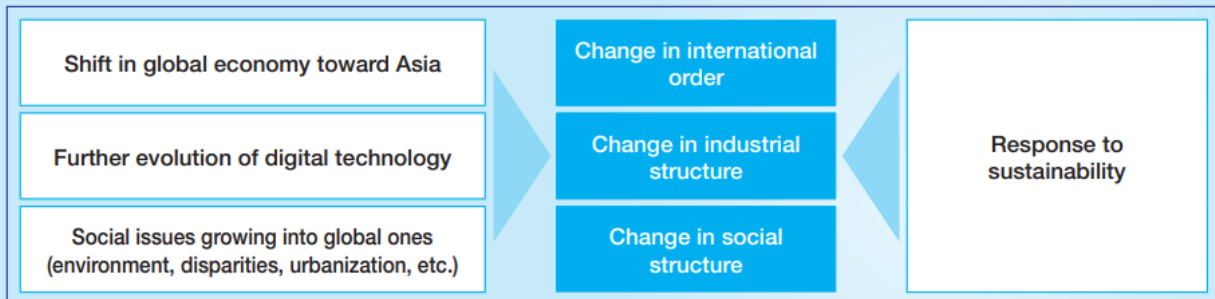 Shift in global economy toward Asia
Further evolution of digital technology
Social issues growing into global ones
(environment, disparities, urbanization, etc.)
Change in international
order
Change in industrial
structure
Change in social
structure
Response to
sustainability